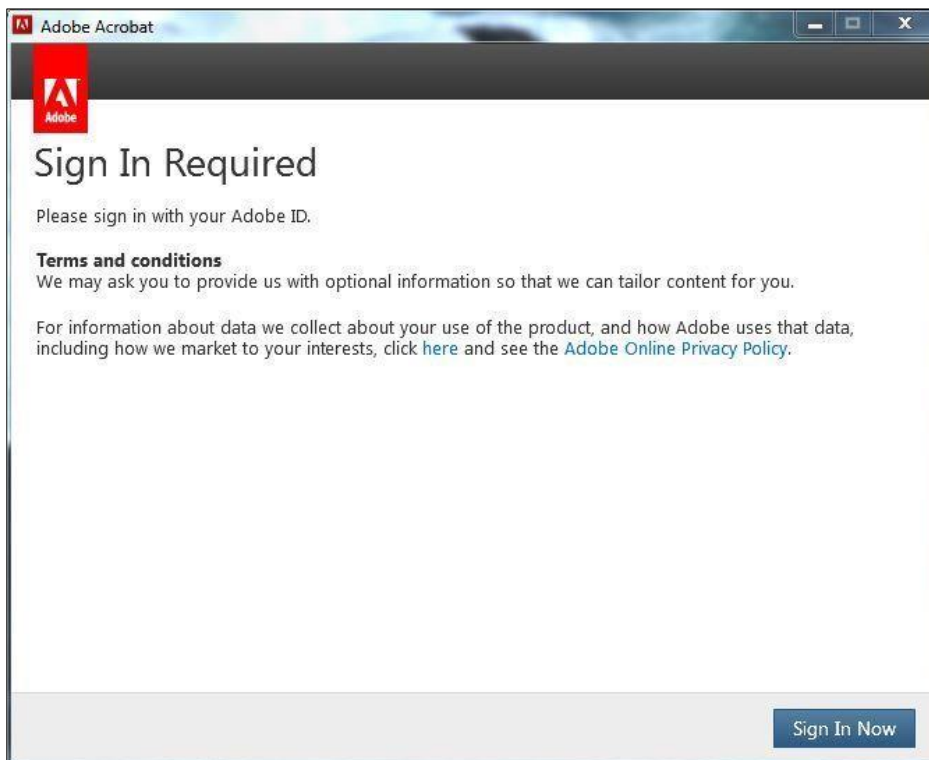 Adobe Acrobat
Adobe
Sign In Required
Please sign in with your Adobe ID.
Terms and conditions
We may ask you to provide us with optional information so that we can tailor content for you.
For information about data we collect about your use of the product, and how Adobe uses that data,
including how we market to your interests, click here and see the Adobe Online Privacy Policy.
Sign In Now